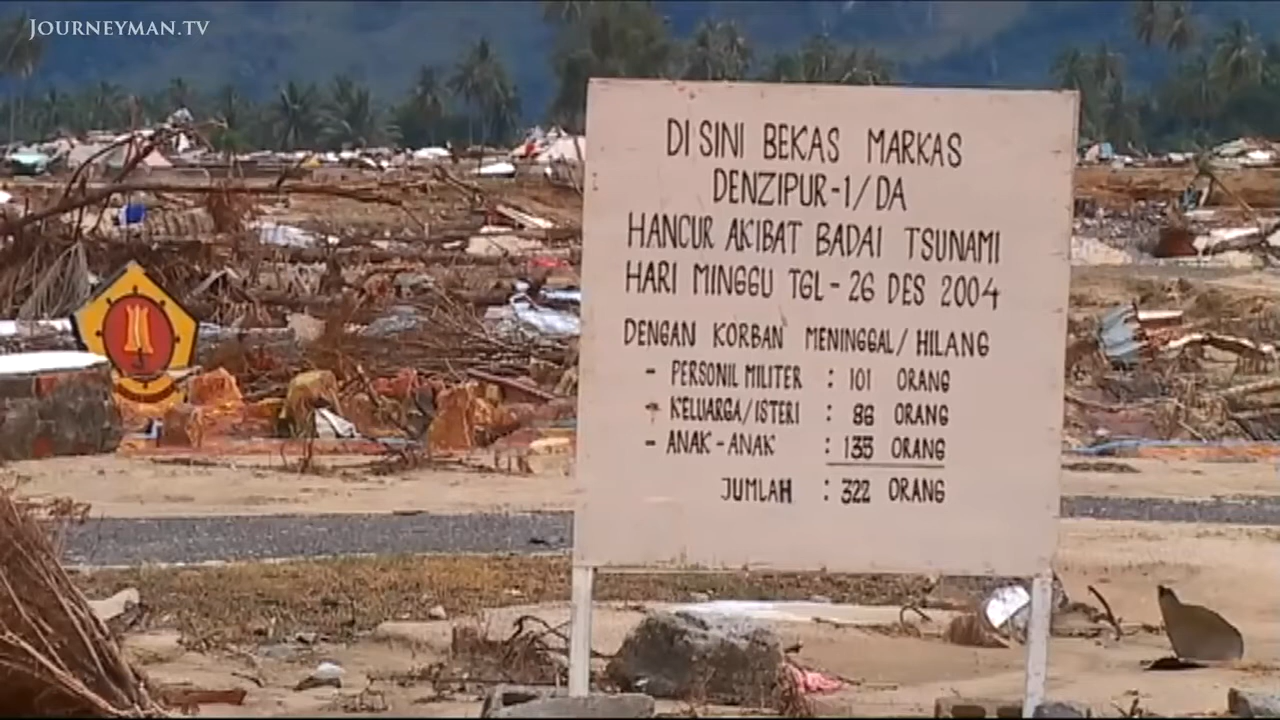 JOURNEYMAN.TV
DI SINI BEKAS MARKAS
DENZIPUR-1/DA
HANCUR AKIBAT BADAI TSUNAMI
HARI MINGGU TGL-26 DES 2004
DENGAN KORBAN MENINGGAL/HILANG
- PERSONIL MILITER : 101 ORANG
- KELUARGA/ISTERI : 86 ORANG
- ANAK-ANAK : 133 ORANG
JUMLAH : 322 ORANG